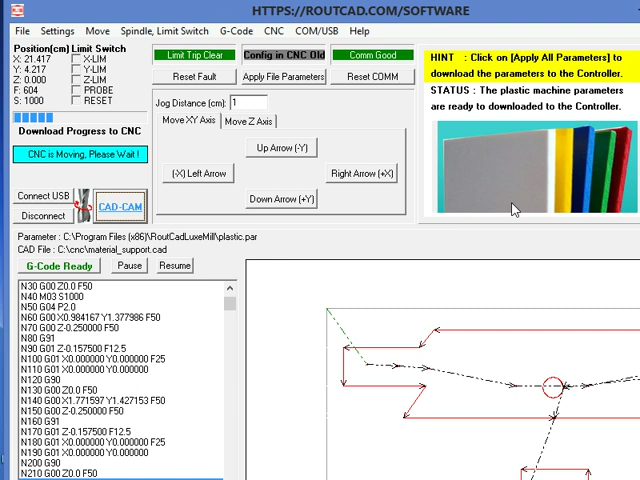 HTTPS://ROUTCAD.COM/SOFTWARE
File Settings Move Spindle, Limit Switch G-Code CNC COM/USB Help
Position(cm) Limit Switch
X: 21.417 X-LIM
Y: 4.217 Y-LIM
Z: 0.000 Z-LIM
F: 604 PROBE
S: 1000 RESET
Download Progress to CNC
CNC is Moving, Please Wait !
Connect USB
Disconnect
CAD-CAM
Limit Trip Clear Config in CNC Old Comm Good
Reset Fault Apply File Parameters Reset COMM
Jog Distance (cm): 1
Move XY Axis Move Z Axis
Up Arrow (-Y)
(-X) Left Arrow Right Arrow (+X)
Down Arrow (+Y)
HINT : Click on [Apply All Parameters] to
download the parameters to the Controller.
STATUS : The plastic machine parameters
are ready to downloaded to the Controller.
Parameter : C:\Program Files (x86)\RoutCadLuxeMill\plastic.par
CAD File : C:\cnc\material_support.cad
G-Code Ready Pause Resume
N30 G00 Z0.0 F50
N40 M03 S1000
N50 G04 P2.0
N60 G00 X0.984167 Y1.377986 F50
N70 G00 Z-0.250000 F50
N80 G91
N90 G01 Z-0.157500 F12.5
N100 G01 X0.000000 Y0.000000 F25
N110 G01 X0.000000 Y0.000000
N120 G90
N130 G00 Z0.0 F50
N140 G00 X1.771597 Y1.427153 F50
N150 G00 Z-0.250000 F50
N160 G91
N170 G01 Z-0.157500 F12.5
N180 G01 X0.000000 Y0.000000 F25
N190 G01 X0.000000 Y0.000000
N200 G90
N210 G00 Z0.0 F50